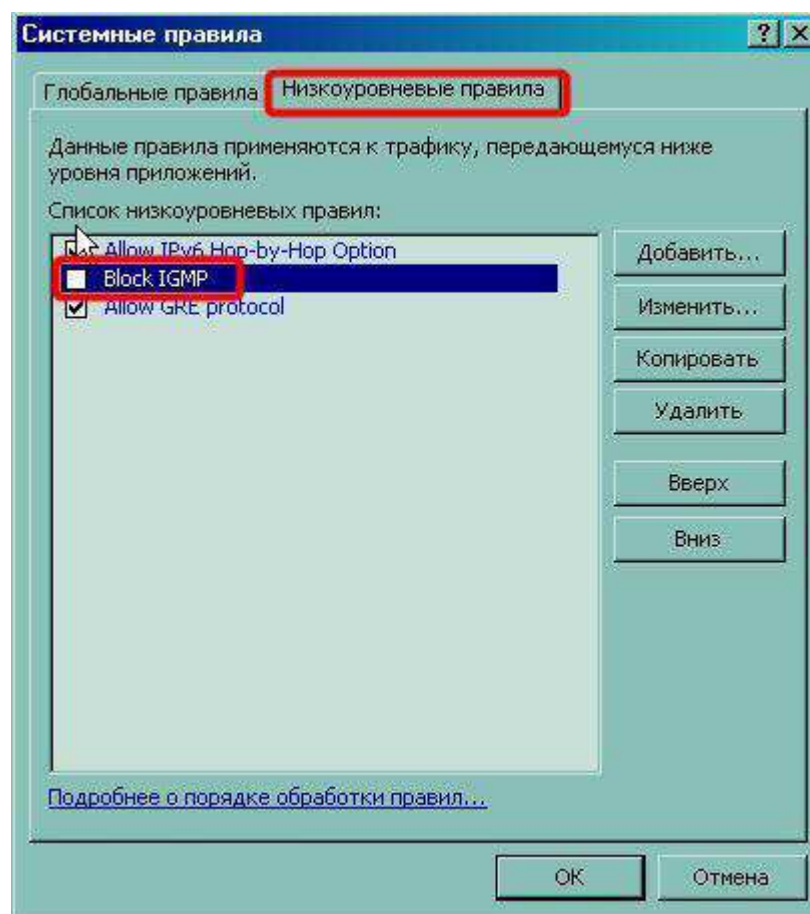 Системные правила
Глобальные правила Низкоуровневые правила
Данные правила применяются к трафику, передающемуся ниже
уровня приложений.
Список низкоуровневых правил:
Allow IPv6 Hop-by-Hop Option
Block IGMP
Allow GRE protocol
Добавить...
Изменить...
Копировать
Удалить
Вверх
Вниз
Подробнее о порядке обработки правил...
ОК Отмена